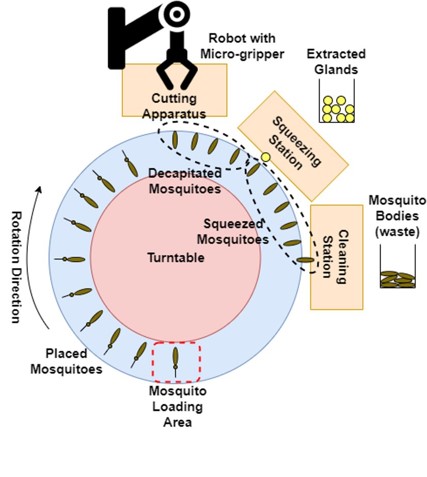 Robot with
Micro-gripper
Extracted
Glands
Cutting
Apparatus
Squeezing
Station
Decapitated
Mosquitoes
Mosquito
Bodies
(waste)
Squeezed
Mosquitoes
Cleaning
Station
Rotation Direction
Turntable
Placed
Mosquitoes
Mosquito
Loading
Area